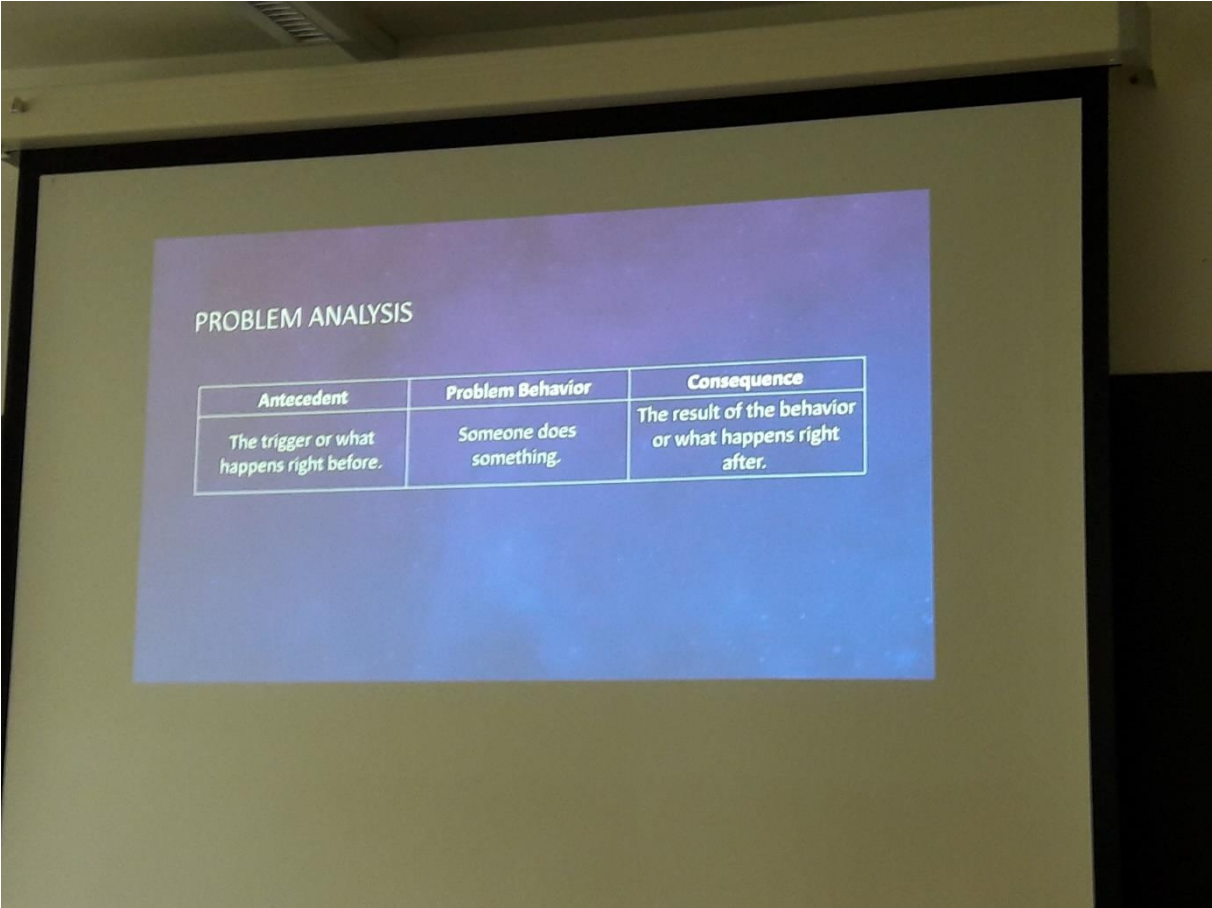 PROBLEM ANALYSIS
Antecedent
Problem Behavior
Consequence
The trigger or what
happens right before.
Someone does
something.
The result of the behavior
or what happens right
after.